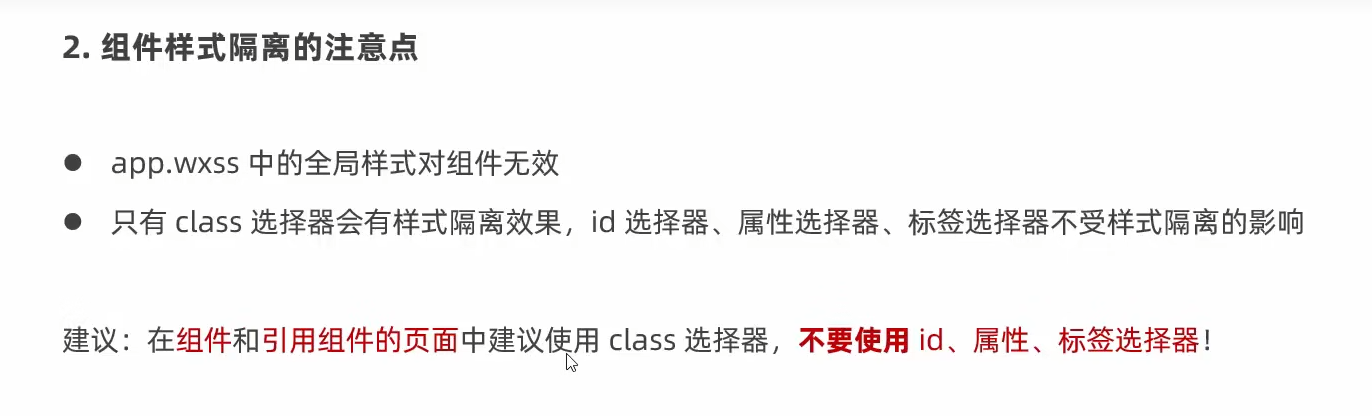 2. 组件样式隔离的注意点
● app.wxss 中的全局样式对组件无效
● 只有 class 选择器会有样式隔离效果，id 选择器、属性选择器、标签选择器不受样式隔离的影响
建议：在组件和引用组件的页面中建议使用 class 选择器，不要使用 id、属性、标签选择器！